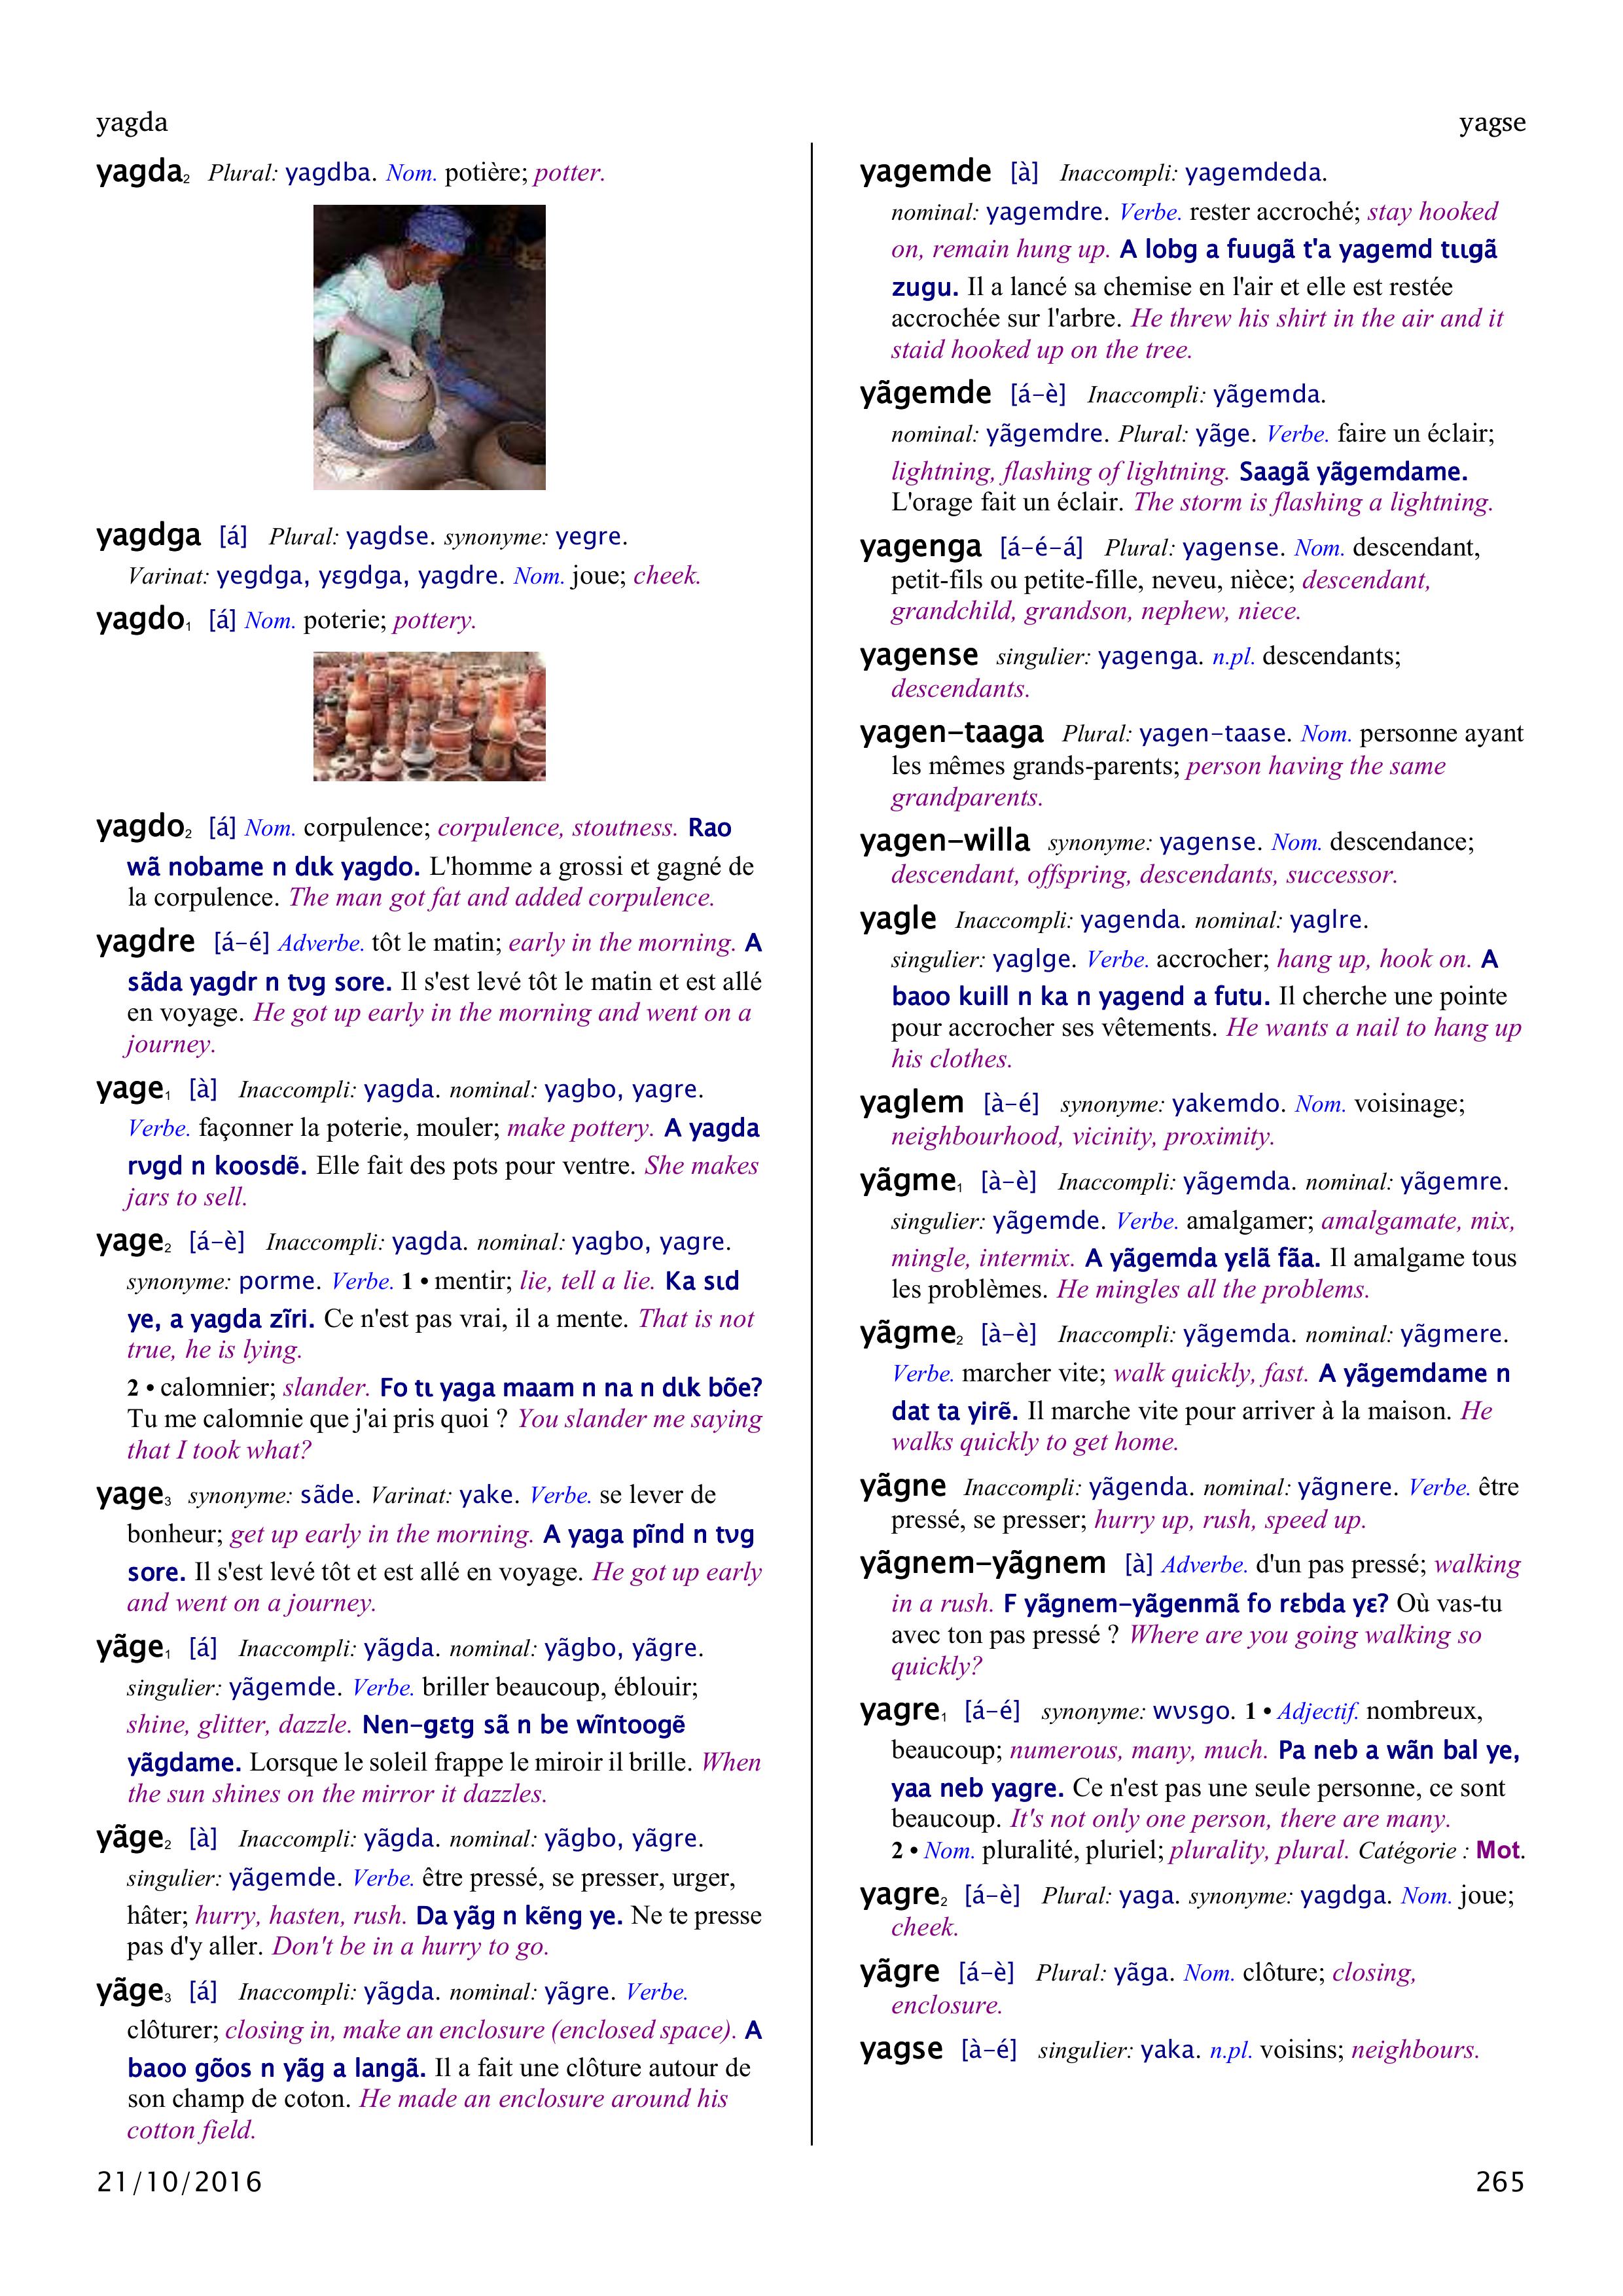 yagda
yagse
yagda₂ Plural: yagdba. Nom. potière; potter.
yagdga [á] Plural: yagdse. synonyme: yegre.
Varinat: yegdga, yɛgdga, yagdre. Nom. joue; cheek.
yagdo₁ [á] Nom. poterie; pottery.
yagdo₂ [á] Nom. corpulence; corpulence, stoutness. Rao
wã nobame n dɩk yagdo. L'homme a grossi et gagné de
la corpulence. The man got fat and added corpulence.
yagdre [á-é] Adverbe. tôt le matin; early in the morning. A
sãda yagdr n tʋg sore. Il s'est levé tôt le matin et est allé
en voyage. He got up early in the morning and went on a
journey.
yage₁ [à] Inaccompli: yagda. nominal: yagbo, yagre.
Verbe. façonner la poterie, mouler; make pottery. A yagda
rʋgd n koosdẽ. Elle fait des pots pour ventre. She makes
jars to sell.
yage₂ [á-è] Inaccompli: yagda. nominal: yagbo, yagre.
synonyme: porme. Verbe. 1 • mentir; lie, tell a lie. Ka sɩd
ye, a yagda zĩri. Ce n'est pas vrai, il a mente. That is not
true, he is lying.
2 • calomnier; slander. Fo tɩ yaga maam n na n dɩk bõe?
Tu me calomnie que j'ai pris quoi ? You slander me saying
that I took what?
yage₃ synonyme: sãde. Varinat: yake. Verbe. se lever de
bonheur; get up early in the morning. A yaga pĩnd n tʋg
sore. Il s'est levé tôt et est allé en voyage. He got up early
and went on a journey.
yãge₁ [á] Inaccompli: yãgda. nominal: yãgbo, yãgre.
singulier: yãgemde. Verbe. briller beaucoup, éblouir;
shine, glitter, dazzle. Nen-gɛtg sã n be wĩntoogẽ
yãgdame. Lorsque le soleil frappe le miroir il brille. When
the sun shines on the mirror it dazzles.
yãge₂ [à] Inaccompli: yãgda. nominal: yãgbo, yãgre.
singulier: yãgemde. Verbe. être pressé, se presser, urger,
hâter; hurry, hasten, rush. Da yãg n kẽng ye. Ne te presse
pas d'y aller. Don't be in a hurry to go.
yãge₃ [á] Inaccompli: yãgda. nominal: yãgre. Verbe.
clôturer; closing in, make an enclosure (enclosed space). A
baoo gõos n yãg a langã. Il a fait une clôture autour de
son champ de coton. He made an enclosure around his
cotton field.
yagemde [à] Inaccompli: yagemdeda.
nominal: yagemdre. Verbe. rester accroché; stay hooked
on, remain hung up. A lobg a fuugã t'a yagemd tɩɩgã
zugu. Il a lancé sa chemise en l'air et elle est restée
accrochée sur l'arbre. He threw his shirt in the air and it
staid hooked up on the tree.
yãgemde [á-è] Inaccompli: yãgemda.
nominal: yãgemdre. Plural: yãge. Verbe. faire un éclair;
lightning, flashing of lightning. Saagã yãgemdame.
L'orage fait un éclair. The storm is flashing a lightning.
yagenga [á-é-á] Plural: yagense. Nom. descendant,
petit-fils ou petite-fille, neveu, nièce; descendant,
grandchild, grandson, nephew, niece.
yagense singulier: yagenga. n.pl. descendants;
descendants.
yagen-taaga Plural: yagen-taase. Nom. personne ayant
les mêmes grands-parents; person having the same
grandparents.
yagen-willa synonyme: yagense. Nom. descendance;
descendant, offspring, descendants, successor.
yagle Inaccompli: yagenda. nominal: yaglre.
singulier: yaglge. Verbe. accrocher; hang up, hook on. A
baoo kuill n ka n yagend a futu. Il cherche une pointe
pour accrocher ses vêtements. He wants a nail to hang up
his clothes.
yaglem [à-é] synonyme: yakemdo. Nom. voisinage;
neighbourhood, vicinity, proximity.
yãgme₁ [à-è] Inaccompli: yãgemda. nominal: yãgemre.
singulier: yãgemde. Verbe. amalgamer; amalgamate, mix,
mingle, intermix. A yãgemda yɛlã fãa. Il amalgame tous
les problèmes. He mingles all the problems.
yãgme₂ [à-è] Inaccompli: yãgemda. nominal: yãgmere.
Verbe. marcher vite; walk quickly, fast. A yãgemdame n
dat ta yirẽ. Il marche vite pour arriver à la maison. He
walks quickly to get home.
yãgne Inaccompli: yãgenda. nominal: yãgnere. Verbe. être
pressé, se presser; hurry up, rush, speed up.
yãgnem-yãgnem [à] Adverbe. d'un pas pressé; walking
in a rush. F yãgnem-yãgenmã fo rɛbda yɛ? Où vas-tu
avec ton pas pressé ? Where are you going walking so
quickly?
yagre₁ [á-é] synonyme: wʋsgo. 1 • Adjectif. nombreux,
beaucoup; numerous, many, much. Pa neb a wãn bal ye,
yaa neb yagre. Ce n'est pas une seule personne, ce sont
beaucoup. It's not only one person, there are many.
2 • Nom. pluralité, pluriel; plurality, plural. Catégorie : Mot.
yagre₂ [á-è] Plural: yaga. synonyme: yagdga. Nom. joue;
cheek.
yãgre [á-è] Plural: yãga. Nom. clôture; closing,
enclosure.
yagse [à-é] singulier: yaka. n.pl. voisins; neighbours.
21/10/2016
265